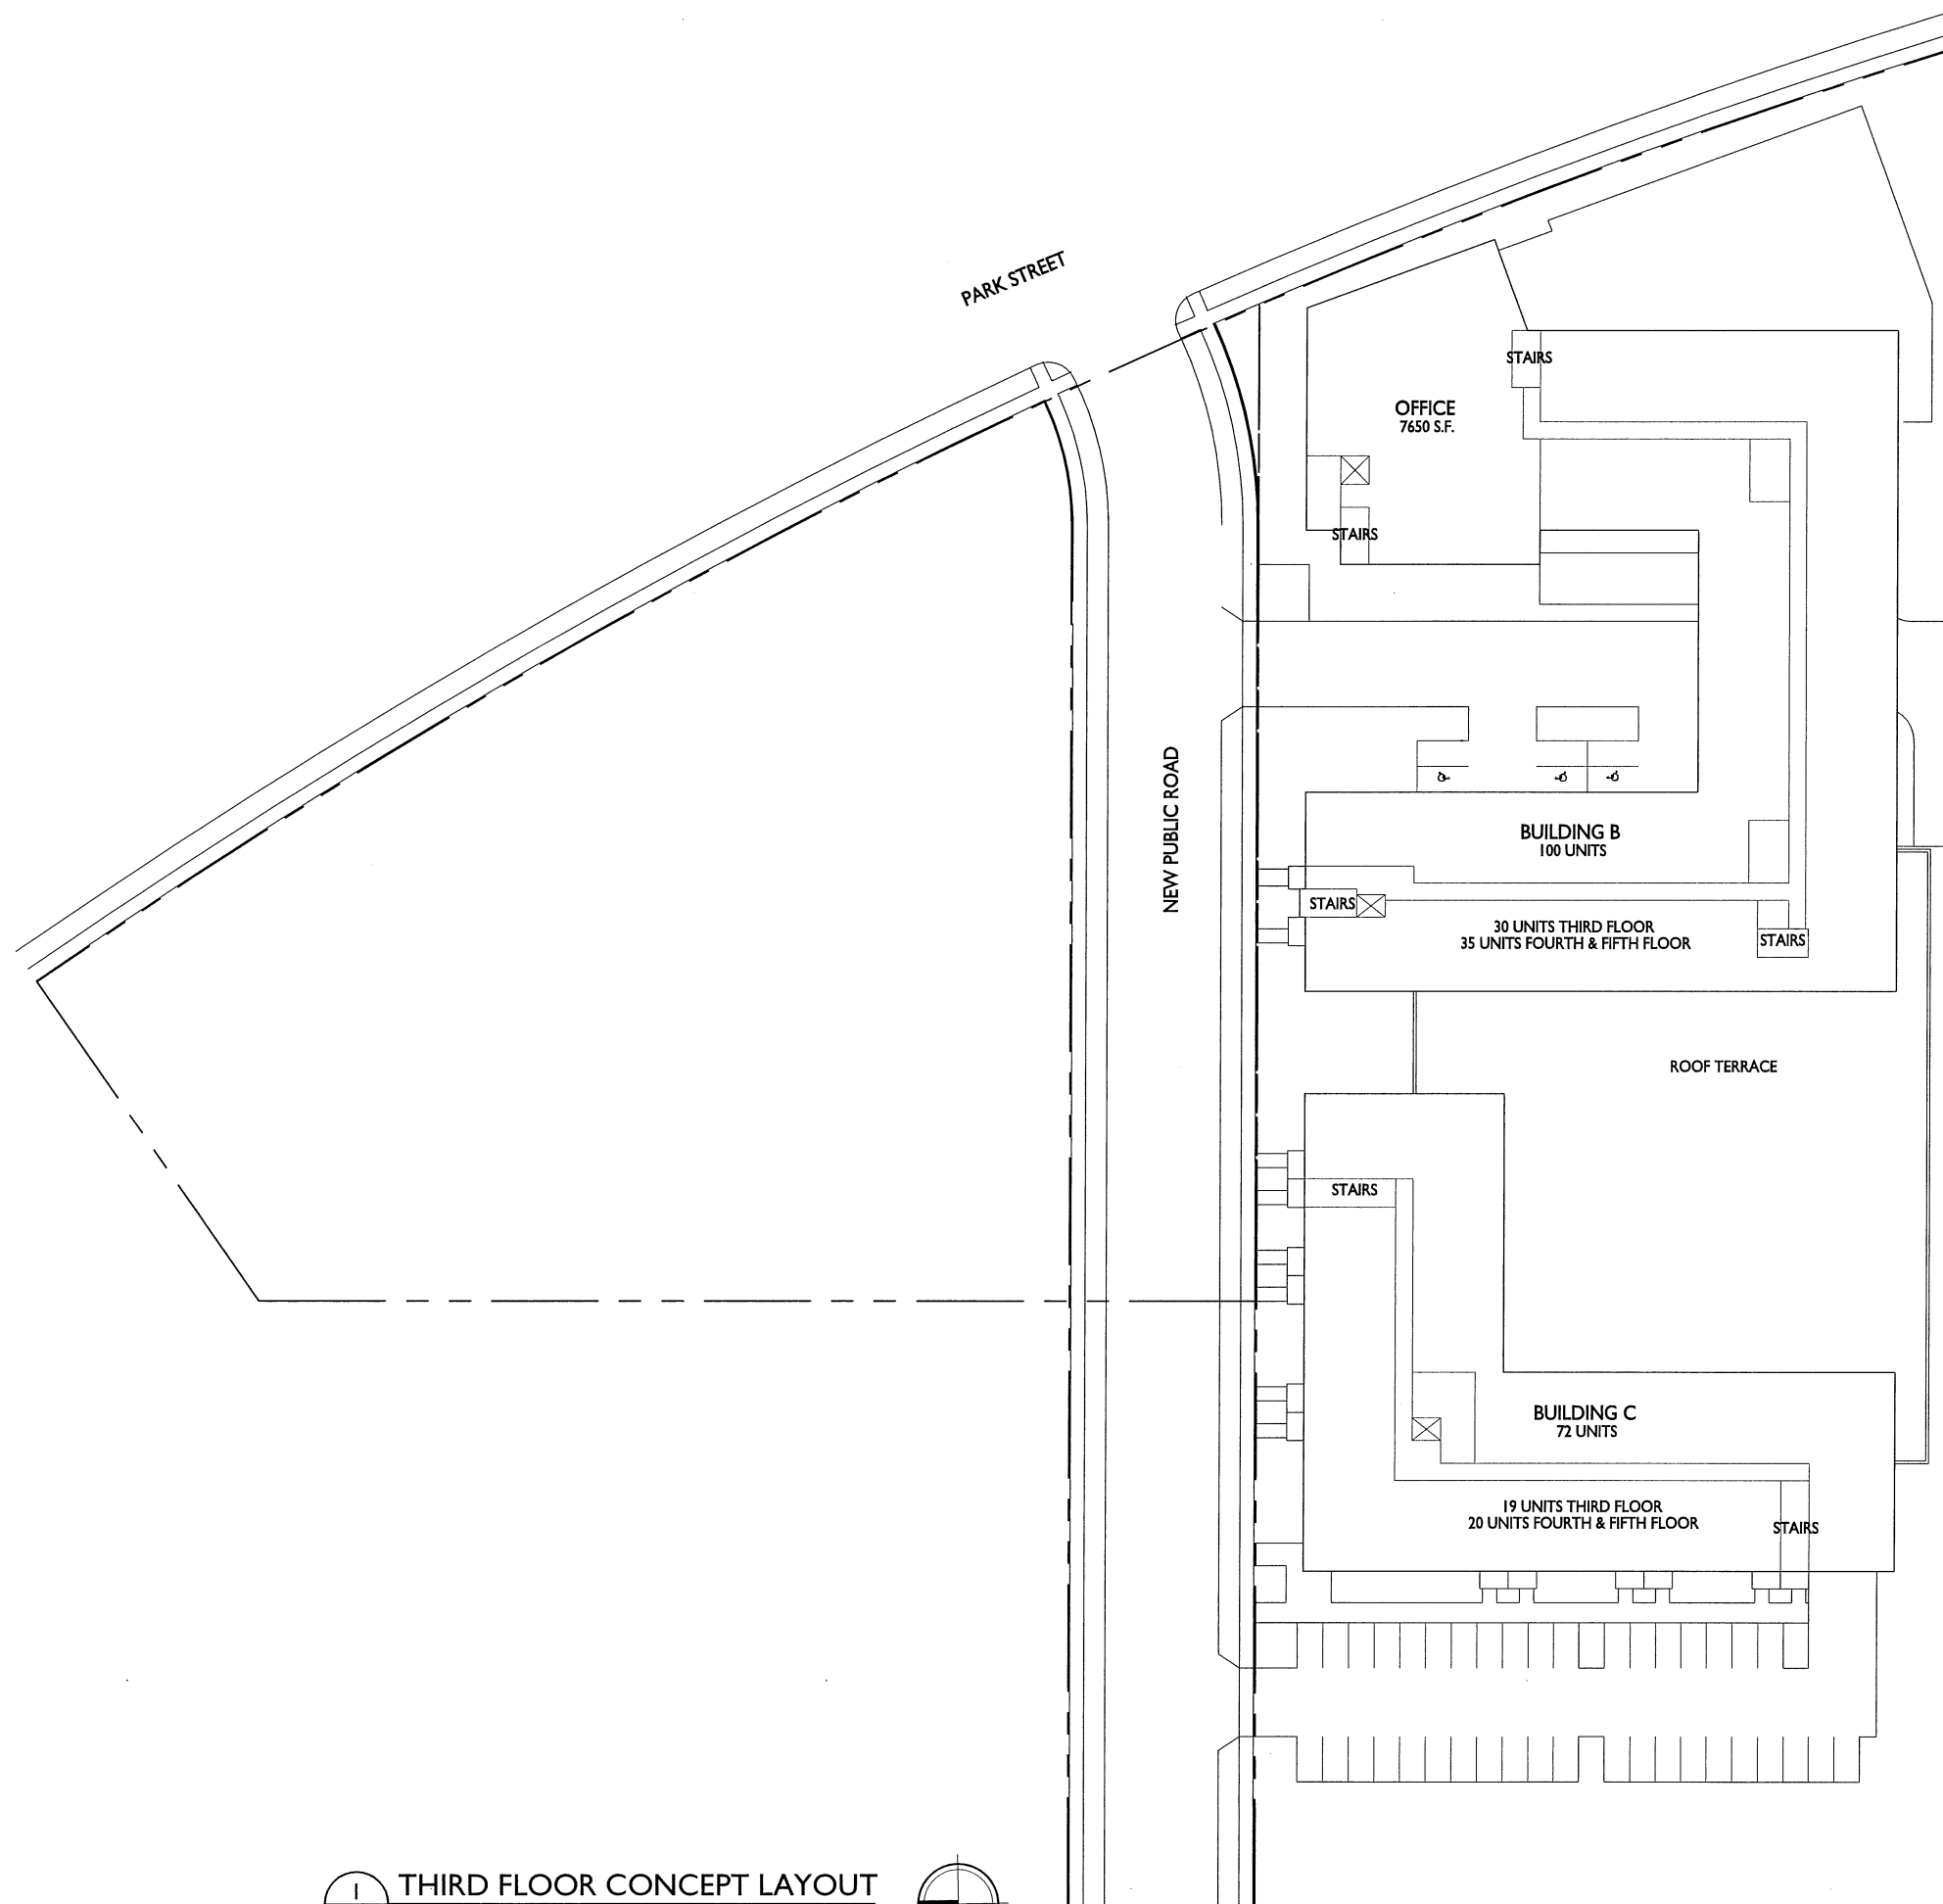 PARK STREET
STAIRS
OFFICE
7650 S.F.
STAIRS
NEW PUBLIC ROAD
BUILDING B
100 UNITS
STAIRS
30 UNITS THIRD FLOOR
35 UNITS FOURTH & FIFTH FLOOR
STAIRS
ROOF TERRACE
STAIRS
BUILDING C
72 UNITS
19 UNITS THIRD FLOOR
20 UNITS FOURTH & FIFTH FLOOR
STAIRS
1 THIRD FLOOR CONCEPT LAYOUT